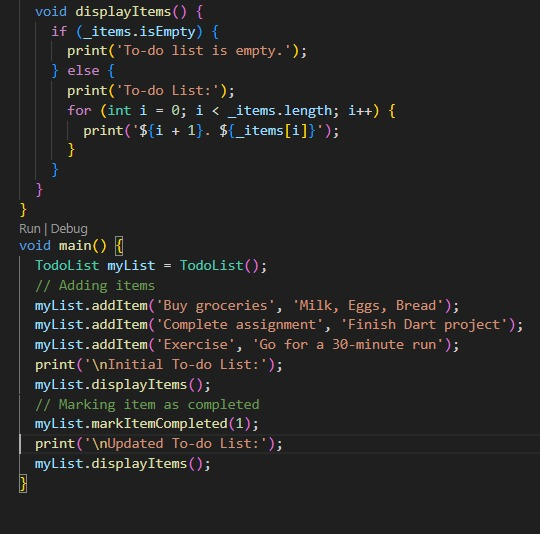 void displayItems() {
if (_items.isEmpty) {
print('To-do list is empty.');
} else {
print('To-do List:');
for (int i = 0; i < _items.length; i++) {
print('${i + 1}. ${_items[i]}');
}
}
}
}
Run | Debug
void main() {
TodoList myList = TodoList();
// Adding items
myList.addItem('Buy groceries', 'Milk, Eggs, Bread');
myList.addItem('Complete assignment', 'Finish Dart project');
myList.addItem('Exercise', 'Go for a 30-minute run');
print('\nInitial To-do List:');
myList.displayItems();
// Marking item as completed
myList.markItemCompleted(1);
print('\nUpdated To-do List:');
myList.displayItems();
}